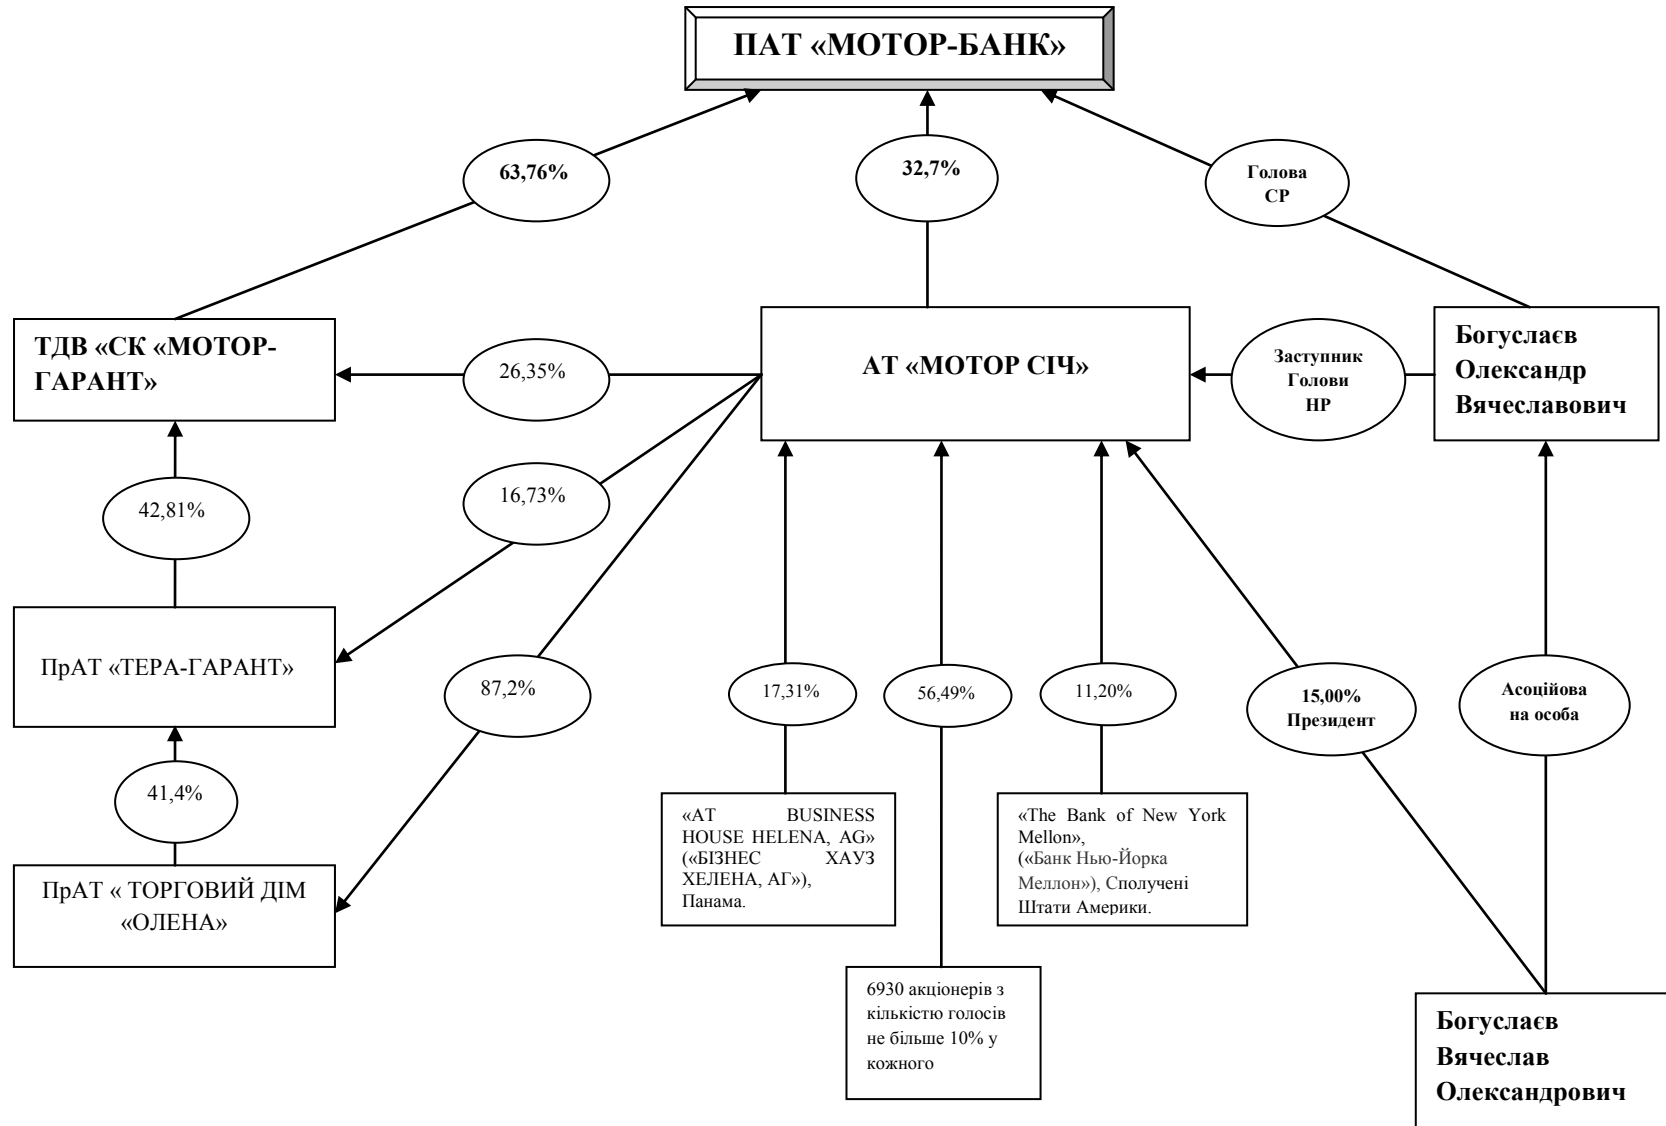 ПАТ «МОТОР-БАНК»
63,76%
32,7%
Голова
СР
ТДВ «СК «МОТОР-
ГАРАНТ»
26,35%
АТ «МОТОР СІЧ»
Заступник
Голови
НР
Богуслаєв
Олександр
Вячеславович
42,81%
16,73%
ПрАТ «ТЕРА-ГАРАНТ»
87,2%
17,31%
56,49%
11,20%
15,00%
Президент
Асоційова
на особа
41,4%
ПрАТ « ТОРГОВИЙ ДІМ
«ОЛЕНА»
«АТ BUSINESS
HOUSE HELENA, AG»
(«БІЗНЕС ХАУЗ
ХЕЛЕНА, АГ»),
Панама.
«The Bank of New York
Mellon»,
(«Банк Нью-Йорка
Меллон»), Сполучені
Штати Америки.
6930 акціонерів з
кількістю голосів
не більше 10% у
кожного
Богуслаєв
Вячеслав
Олександрович